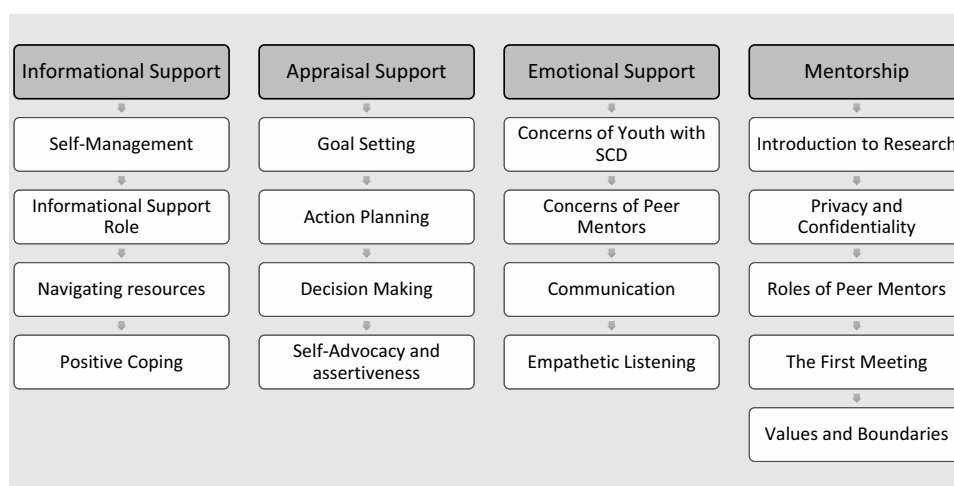 Informational Support
Self-Management
Informational Support
Role
Navigating resources
Positive Coping
Appraisal Support
Goal Setting
Action Planning
Decision Making
Self-Advocacy and
assertiveness
Emotional Support
Concerns of Youth with
SCD
Concerns of Peer
Mentors
Communication
Empathetic Listening
Mentorship
Introduction to Research
Privacy and
Confidentiality
Roles of Peer Mentors
The First Meeting
Values and Boundaries